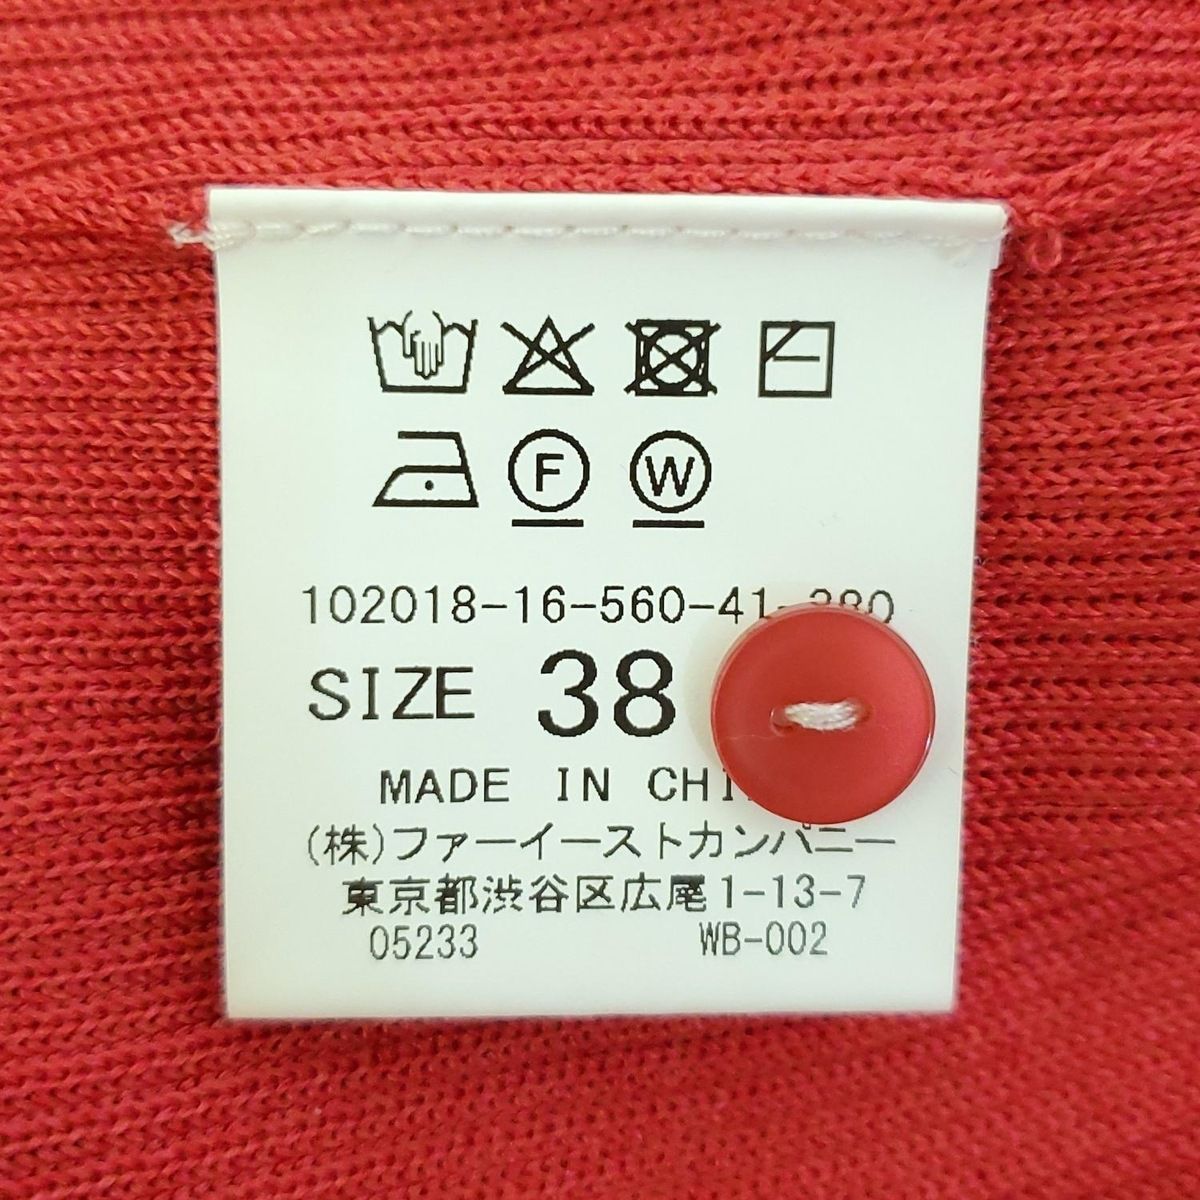 F W
102018-16-560-41-380
SIZE 38
MADE IN
(株)ファーイーストカンパニー
東京都渋谷区広尾1-13-7
05233 WB-002